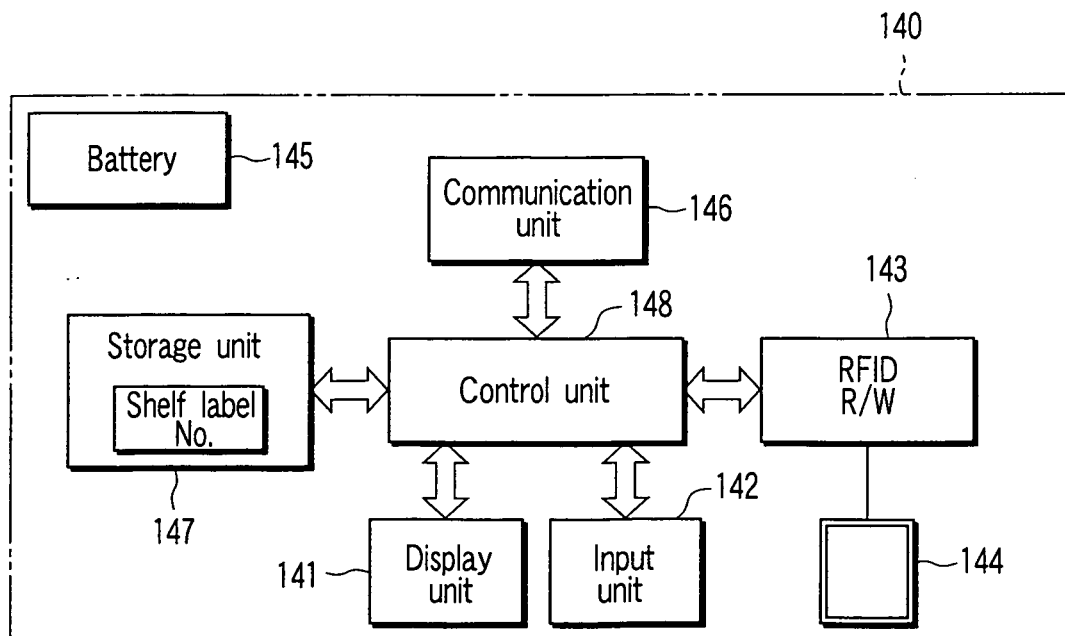 140
Battery
145
Communication
unit
146
143
148
Storage unit
Shelf label
No.
Control unit
RFID
R/W
147
142
141
Display
unit
Input
unit
144